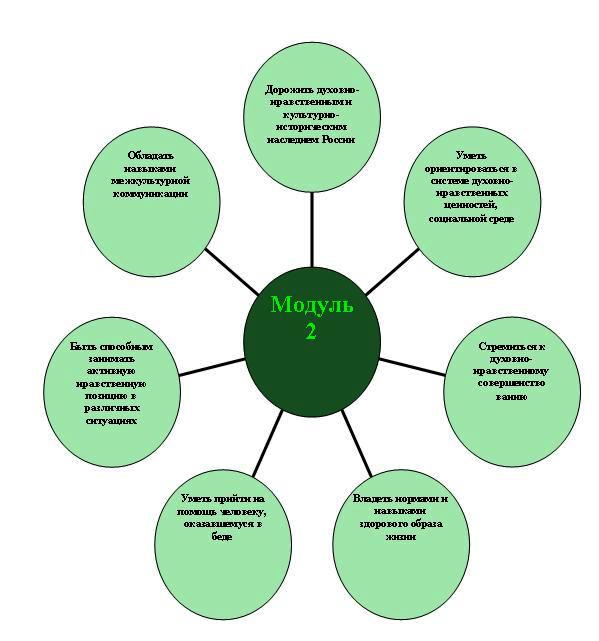 Дорожить духовно-
нравственным и
культурно-
историческим
наследием России
Уметь
ориентироваться в
системе духовно-
нравственных
ценностей,
социальной среде
Стремиться к
духовно-
нравственному
совершенство
ванию
Владеть нормами и
навыками
здорового образа
жизни
Уметь прийти на
помощь человеку,
оказавшемуся в
беде
Быть способным
занимать
активную
нравственную
позицию в
различных
ситуациях
Обладать
навыками
межкультурной
коммуникации
Модуль
2